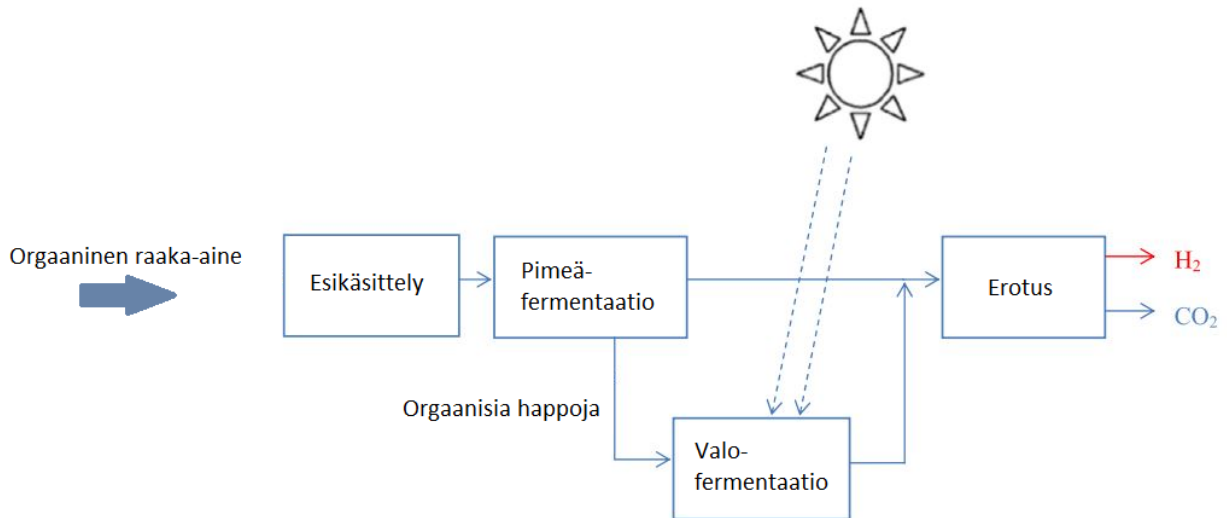 Orgaaninen raaka-aine
Esikäsittely
Pimeä-
fermentaatio
Erotus
H₂
CO₂
Orgaanisia happoja
Valo-
fermentaatio